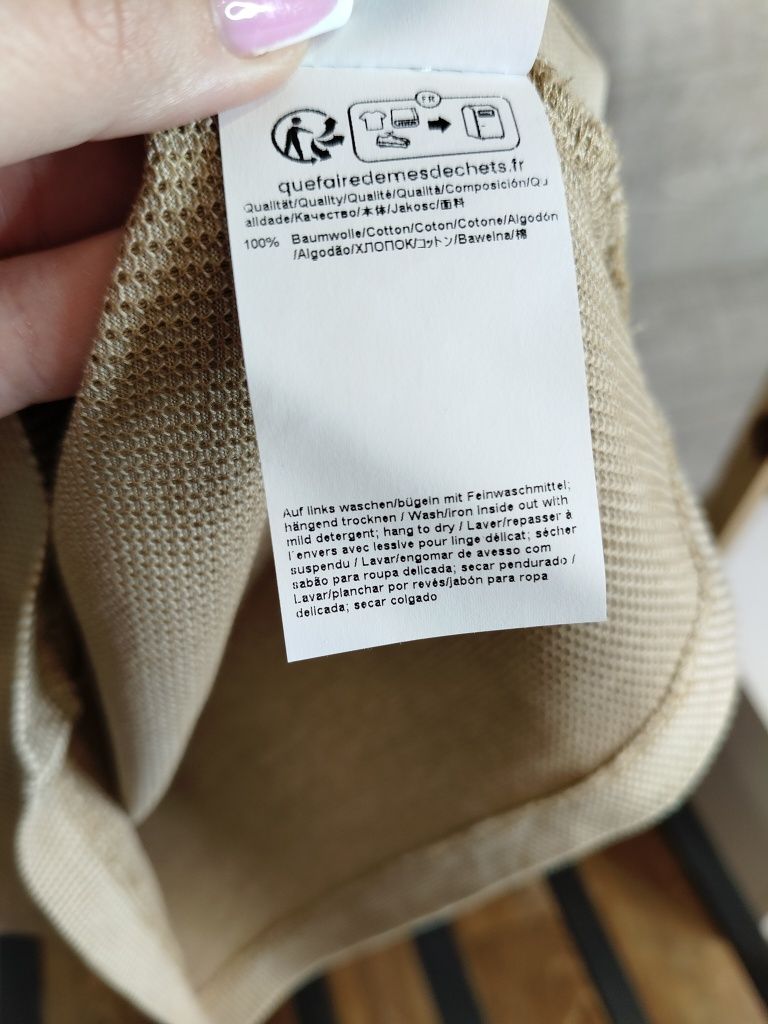 FR
quefairedemesdechets.fr
Qualität/Quality/Qualité/Qualità/Composición/Qu
alidade/Качество/本体/Jakosc/面料
100% Baumwolle/Cotton/Coton/Cotone/Algodón
/Algodão/ХЛОПОК/コットン/Bawelna/棉
Auf links waschen/bügeln mit Feinwaschmittel;
hängend trocknen / Wash/iron inside out with
mild detergent; hang to dry / Laver/repasser à
l'envers avec lessive pour linge délicat; sècher
suspendu / Lavar/engomar de avesso com
sabão para roupa delicada; secar pendurado /
Lavar/planchar por revés/jabón para ropa
delicada; secar colgado